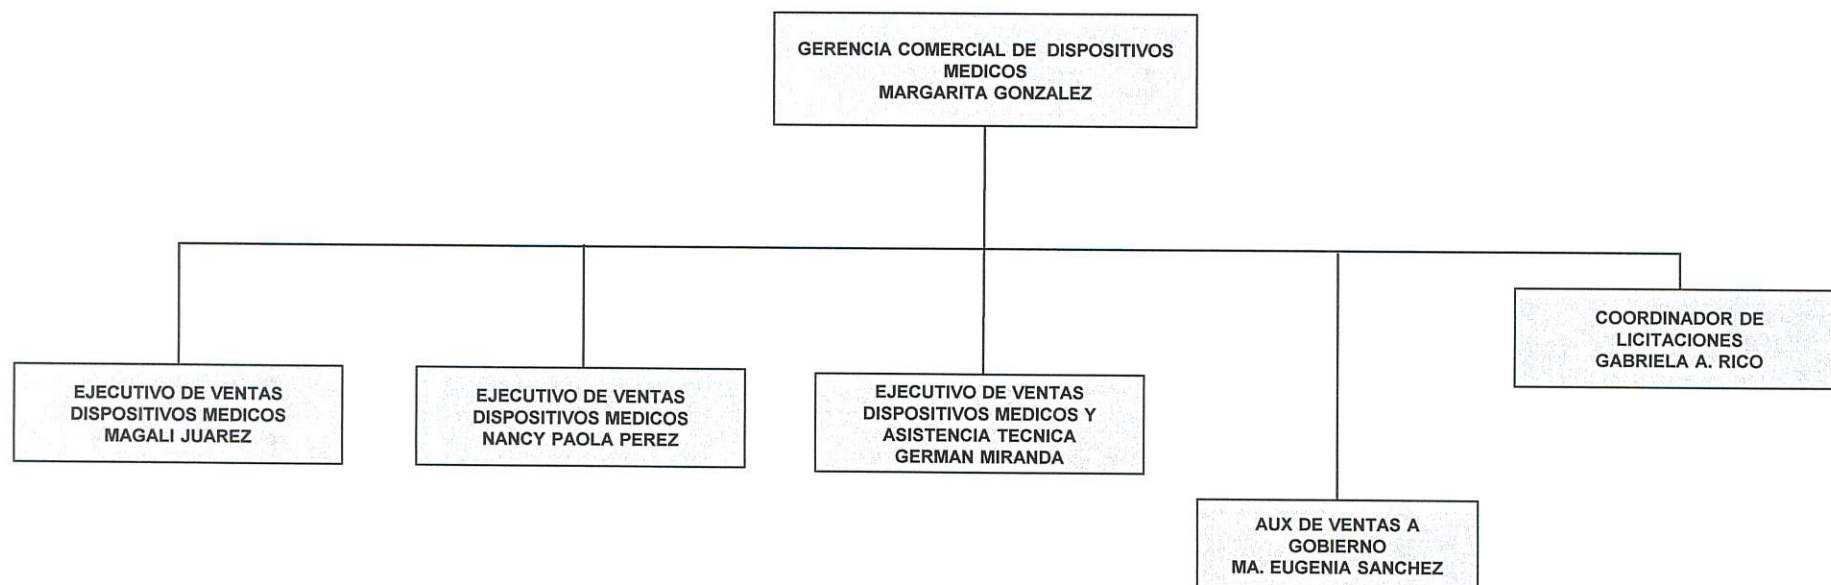 GERENCIA COMERCIAL DE DISPOSITIVOS
MEDICOS
MARGARITA GONZALEZ
EJECUTIVO DE VENTAS
DISPOSITIVOS MEDICOS
MAGALI JUAREZ
EJECUTIVO DE VENTAS
DISPOSITIVOS MEDICOS
NANCY PAOLA PEREZ
EJECUTIVO DE VENTAS
DISPOSITIVOS MEDICOS Y
ASISTENCIA TECNICA
GERMAN MIRANDA
AUX DE VENTAS A
GOBIERNO
MA. EUGENIA SANCHEZ
COORDINADOR DE
LICITACIONES
GABRIELA A. RICO